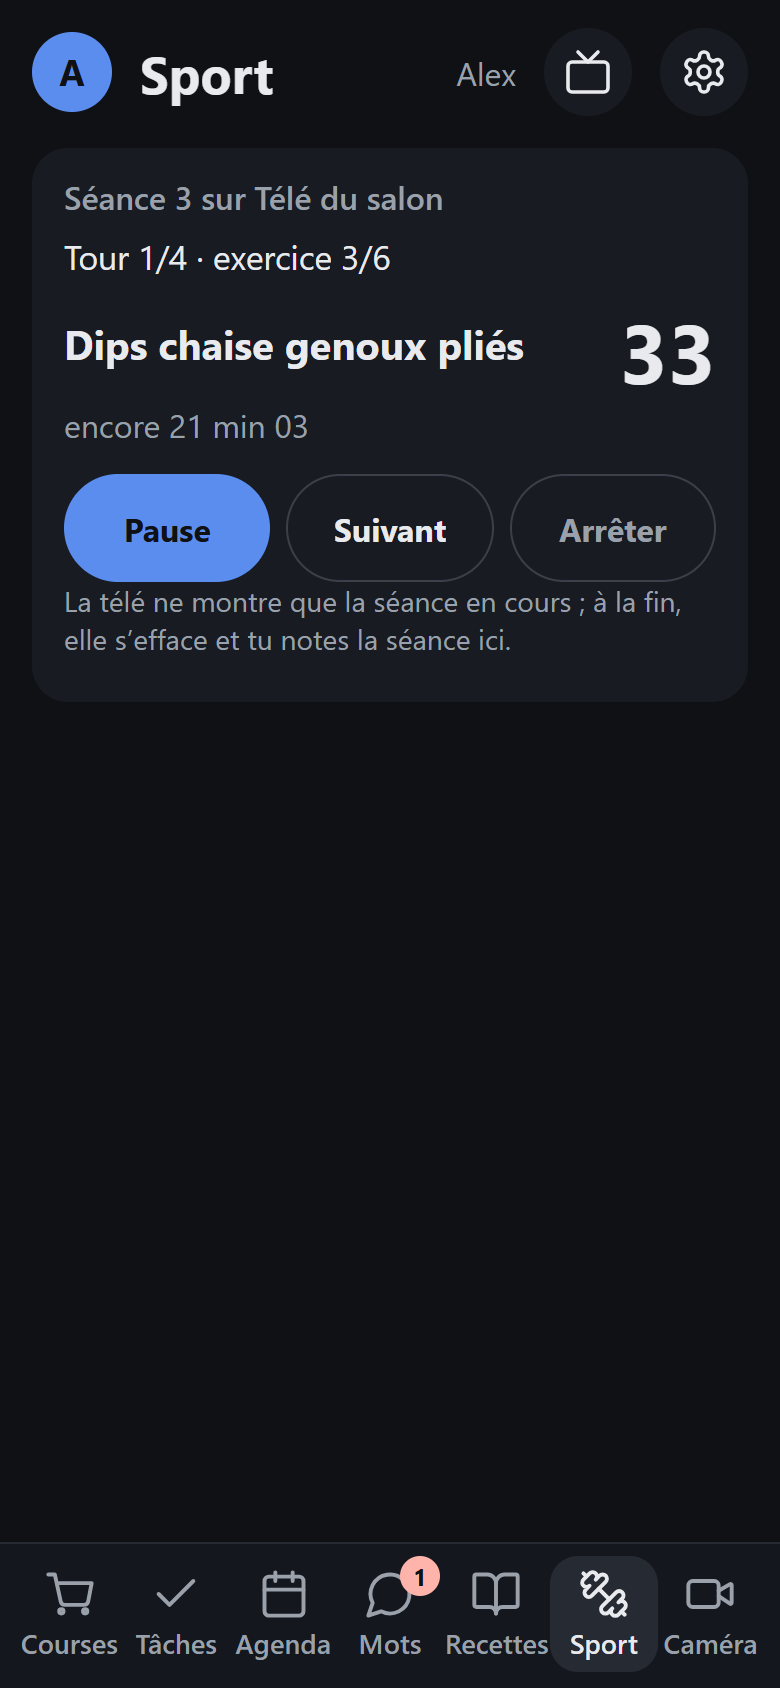 A
Sport
Alex
Séance 3 sur Télé du salon
Tour 1/4 · exercice 3/6
Dips chaise genoux pliés
33
encore 21 min 03
Pause
Suivant
Arrêter
La télé ne montre que la séance en cours ; à la fin,
elle s’efface et tu notes la séance ici.
1
Courses
Tâches
Agenda
Mots
Recettes
Sport
Caméra